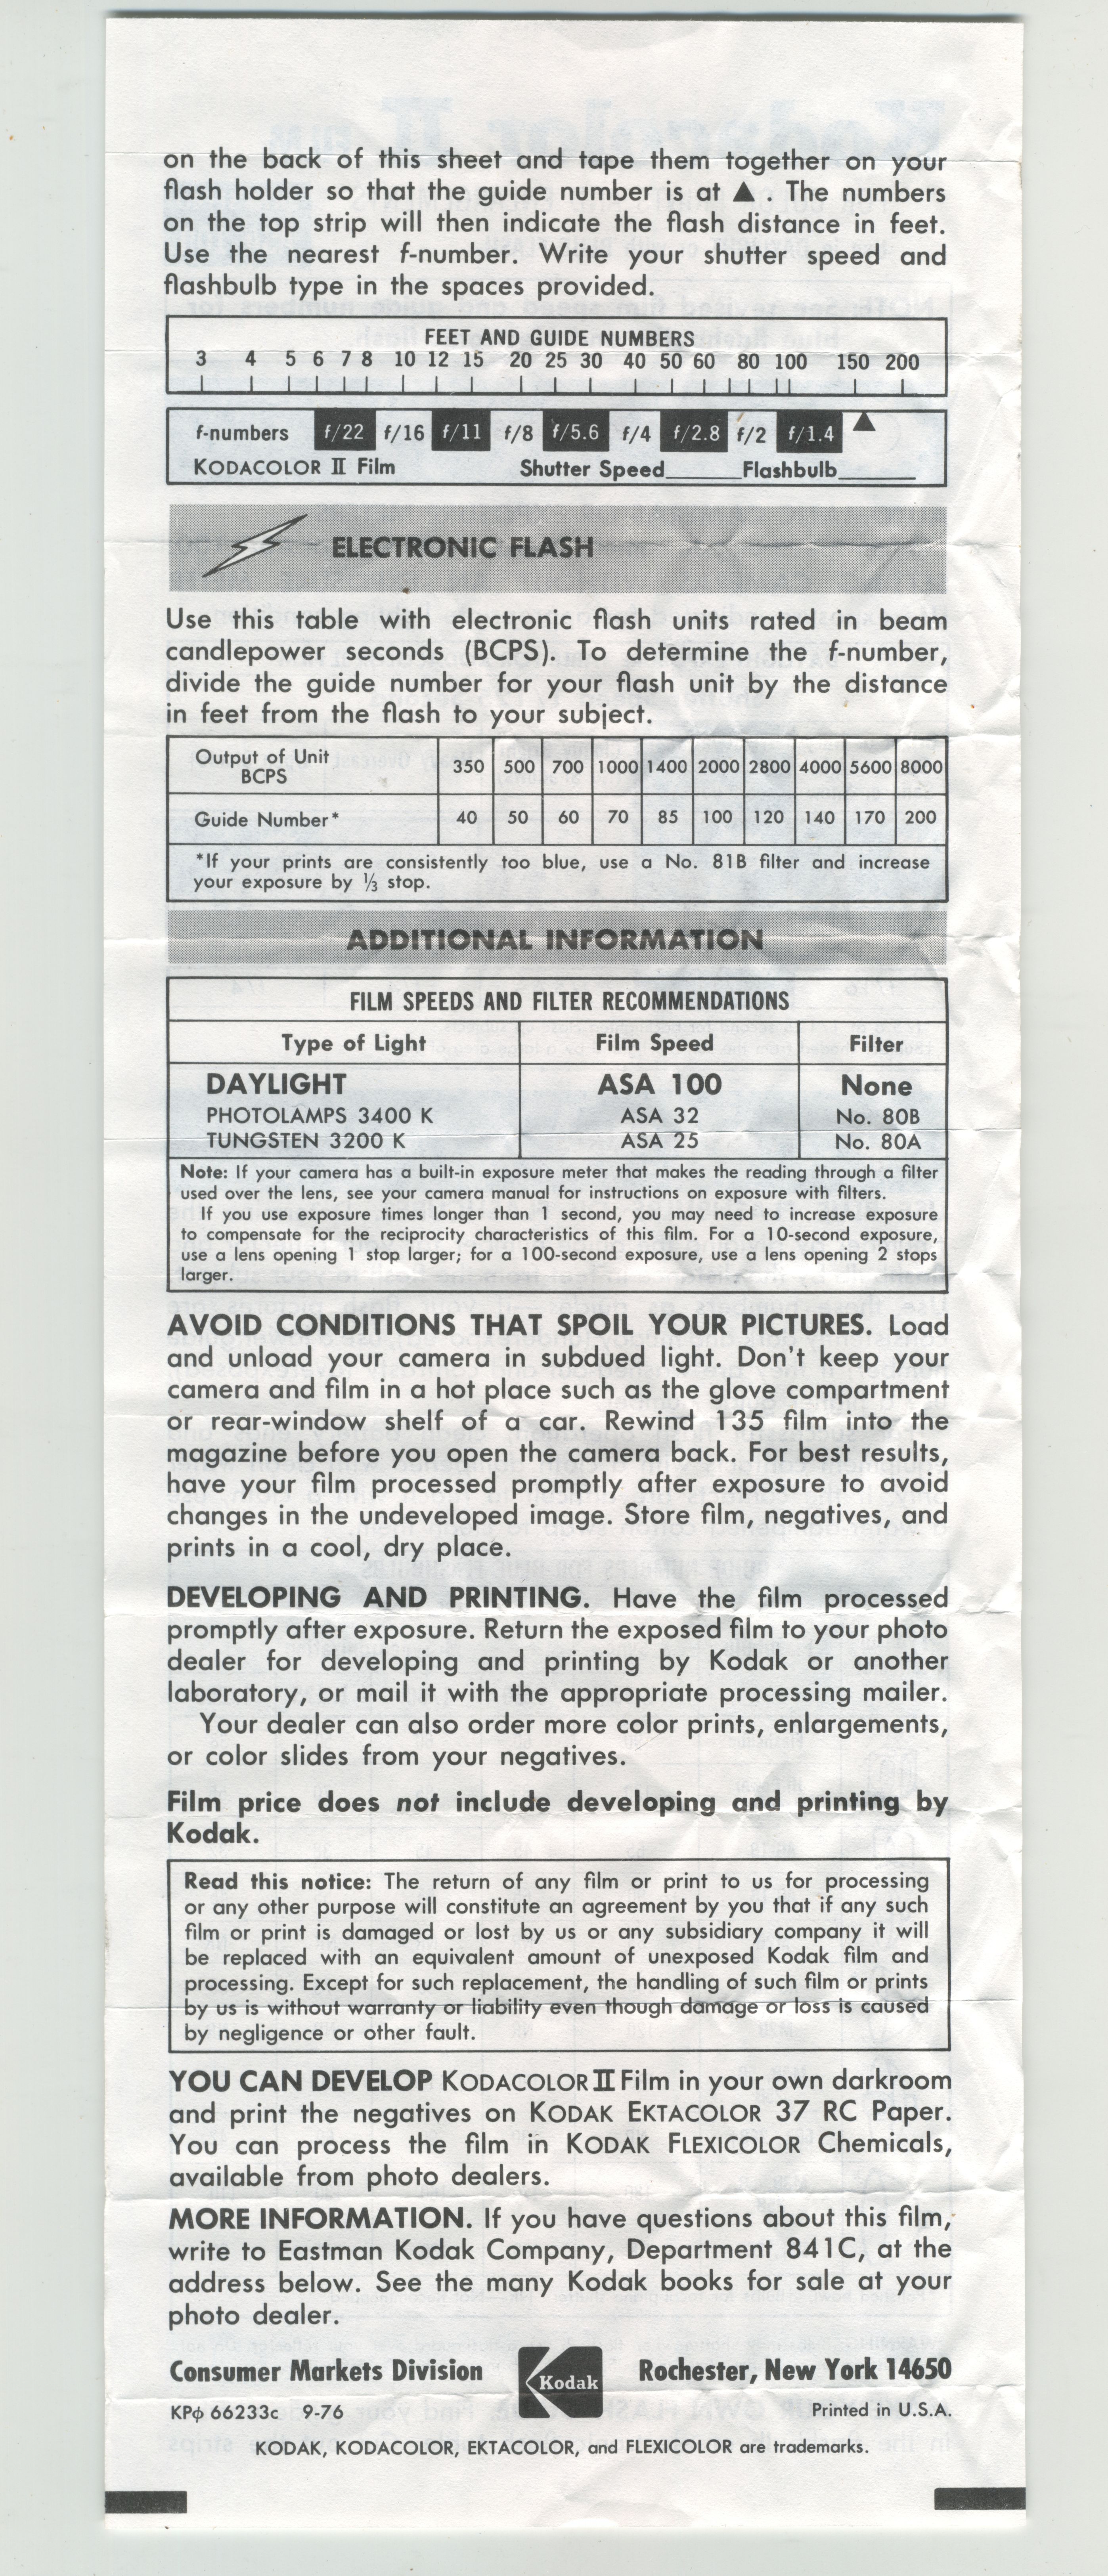 on the back of this sheet and tape them together on your
flash holder so that the guide number is at ▲ . The numbers
on the top strip will then indicate the flash distance in feet.
Use the nearest f-number. Write your shutter speed and
flashbulb type in the spaces provided.
FEET AND GUIDE NUMBERS
3 4 5 6 7 8 10 12 15 20 25 30 40 50 60 80 100 150 200
f-numbers f/22 f/16 f/11 f/8 f/5.6 f/4 f/2.8 f/2 f/1.4 ▲
KODACOLOR II Film Shutter Speed______Flashbulb______
ELECTRONIC FLASH
Use this table with electronic flash units rated in beam
candlepower seconds (BCPS). To determine the f-number,
divide the guide number for your flash unit by the distance
in feet from the flash to your subject.
Output of Unit
BCPS 350 500 700 1000 1400 2000 2800 4000 5600 8000
Guide Number* 40 50 60 70 85 100 120 140 170 200
*If your prints are consistently too blue, use a No. 81B filter and increase
your exposure by ⅓ stop.
ADDITIONAL INFORMATION
FILM SPEEDS AND FILTER RECOMMENDATIONS
Type of Light Film Speed Filter
DAYLIGHT ASA 100 None
PHOTOLAMPS 3400 K ASA 32 No. 80B
TUNGSTEN 3200 K ASA 25 No. 80A
Note: If your camera has a built-in exposure meter that makes the reading through a filter
used over the lens, see your camera manual for instructions on exposure with filters.
If you use exposure times longer than 1 second, you may need to increase exposure
to compensate for the reciprocity characteristics of this film. For a 10-second exposure,
use a lens opening 1 stop larger; for a 100-second exposure, use a lens opening 2 stops
larger.
AVOID CONDITIONS THAT SPOIL YOUR PICTURES. Load
and unload your camera in subdued light. Don't keep your
camera and film in a hot place such as the glove compartment
or rear-window shelf of a car. Rewind 135 film into the
magazine before you open the camera back. For best results,
have your film processed promptly after exposure to avoid
changes in the undeveloped image. Store film, negatives, and
prints in a cool, dry place.
DEVELOPING AND PRINTING. Have the film processed
promptly after exposure. Return the exposed film to your photo
dealer for developing and printing by Kodak or another
laboratory, or mail it with the appropriate processing mailer.
Your dealer can also order more color prints, enlargements,
or color slides from your negatives.
Film price does not include developing and printing by
Kodak.
Read this notice: The return of any film or print to us for processing
or any other purpose will constitute an agreement by you that if any such
film or print is damaged or lost by us or any subsidiary company it will
be replaced with an equivalent amount of unexposed Kodak film and
processing. Except for such replacement, the handling of such film or prints
by us is without warranty or liability even though damage or loss is caused
by negligence or other fault.
YOU CAN DEVELOP KODACOLOR II Film in your own darkroom
and print the negatives on KODAK EKTACOLOR 37 RC Paper.
You can process the film in KODAK FLEXICOLOR Chemicals,
available from photo dealers.
MORE INFORMATION. If you have questions about this film,
write to Eastman Kodak Company, Department 841C, at the
address below. See the many Kodak books for sale at your
photo dealer.
Consumer Markets Division Kodak Rochester, New York 14650
KPϕ 66233c 9-76 Printed in U.S.A.
KODAK, KODACOLOR, EKTACOLOR, and FLEXICOLOR are trademarks.